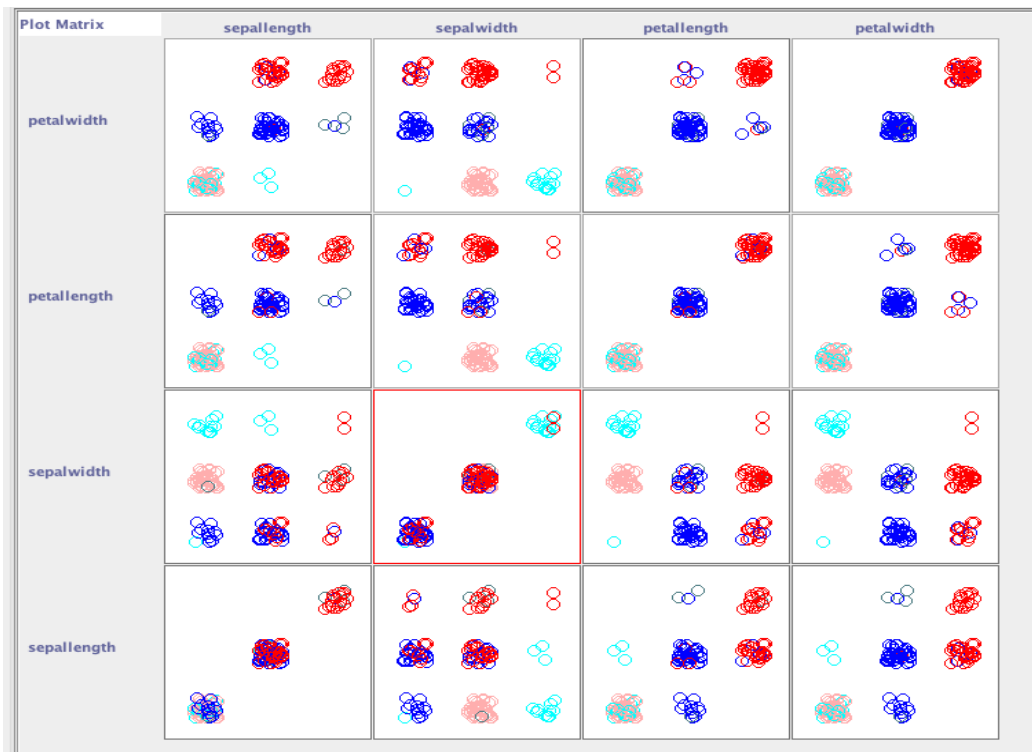 Plot Matrix
sepallength sepalwidth petallength petalwidth
petalwidth
petallength
sepalwidth
sepallength